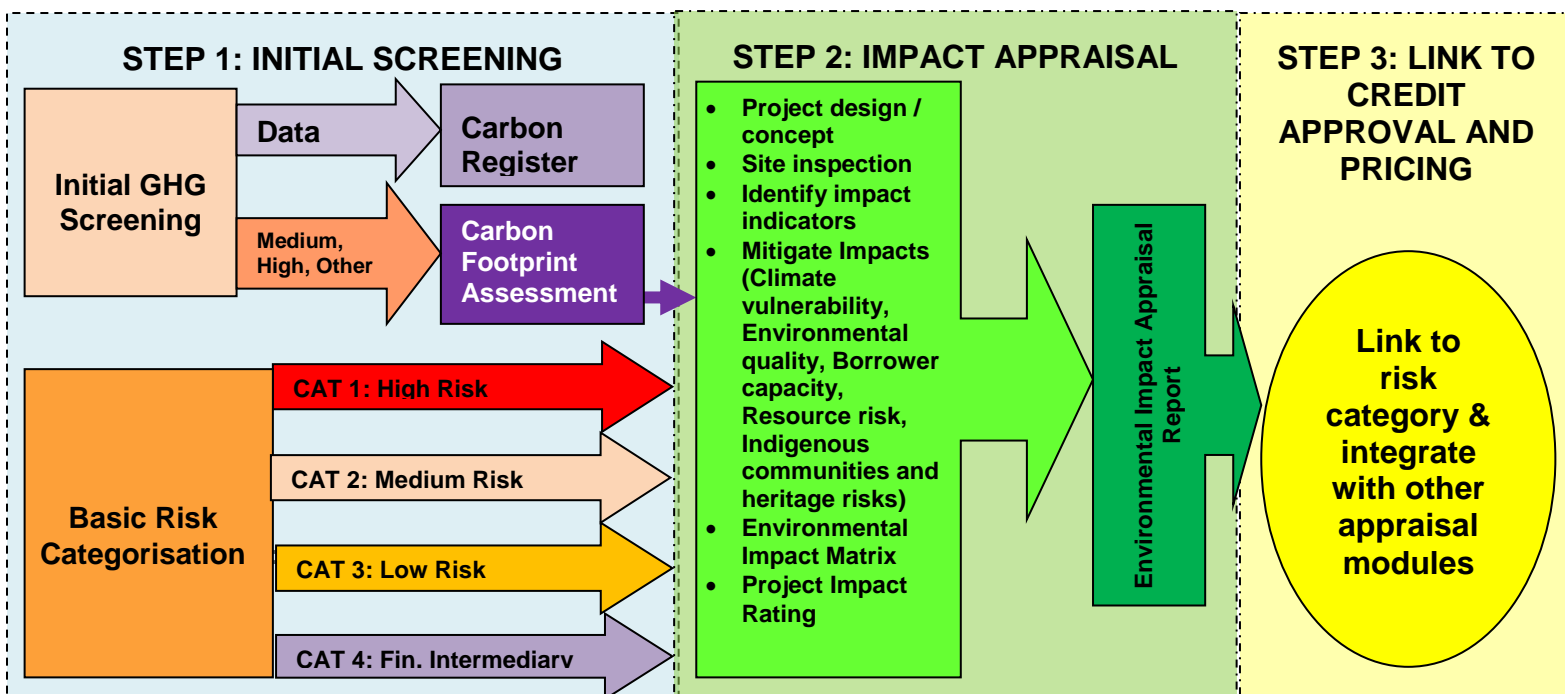 STEP 1: INITIAL SCREENING
Initial GHG
Screening
Data
Carbon
Register
Medium,
High, Other
Carbon
Footprint
Assessment
Basic Risk
Categorisation
CAT 1: High Risk
CAT 2: Medium Risk
CAT 3: Low Risk
CAT 4: Fin. Intermediary
STEP 2: IMPACT APPRAISAL
• Project design /
concept
• Site inspection
• Identify impact
indicators
• Mitigate Impacts
(Climate
vulnerability,
Environmental
quality, Borrower
capacity,
Resource risk,
Indigenous
communities and
heritage risks)
• Environmental
Impact Matrix
• Project Impact
Rating
Environmental Impact Appraisal
Report
STEP 3: LINK TO
CREDIT
APPROVAL AND
PRICING
Link to
risk
category &
integrate
with other
appraisal
modules